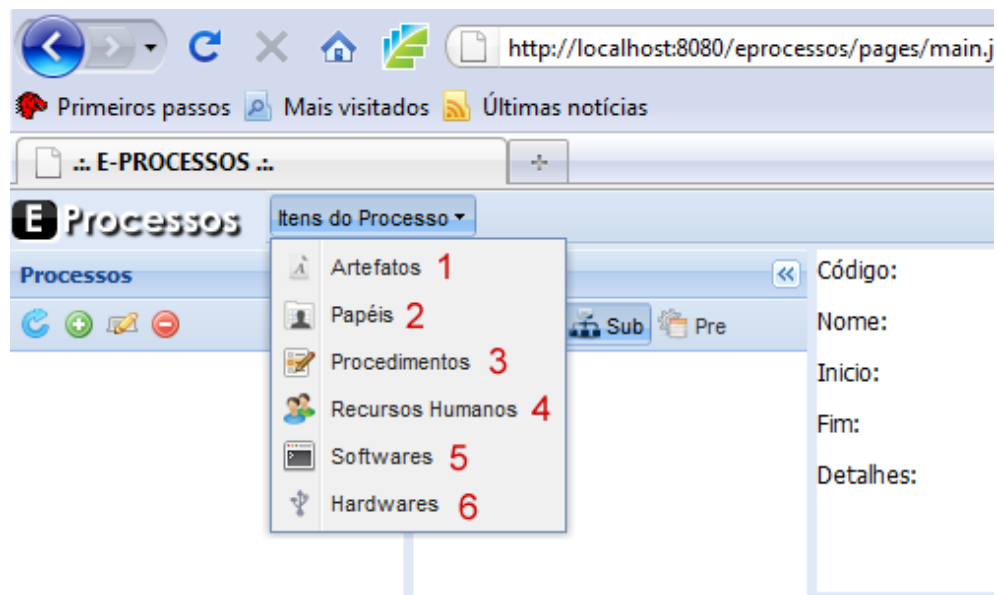 http://localhost:8080/eprocessos/pages/main.j
Primeiros passos Mais visitados Últimas notícias
.:. E-PROCESSOS .:.
E Processos Itens do Processo
Processos
Artefatos 1
Papéis 2
Procedimentos 3
Recursos Humanos 4
Softwares 5
Hardwares 6
Sub Pre
Código:
Nome:
Inicio:
Fim:
Detalhes: